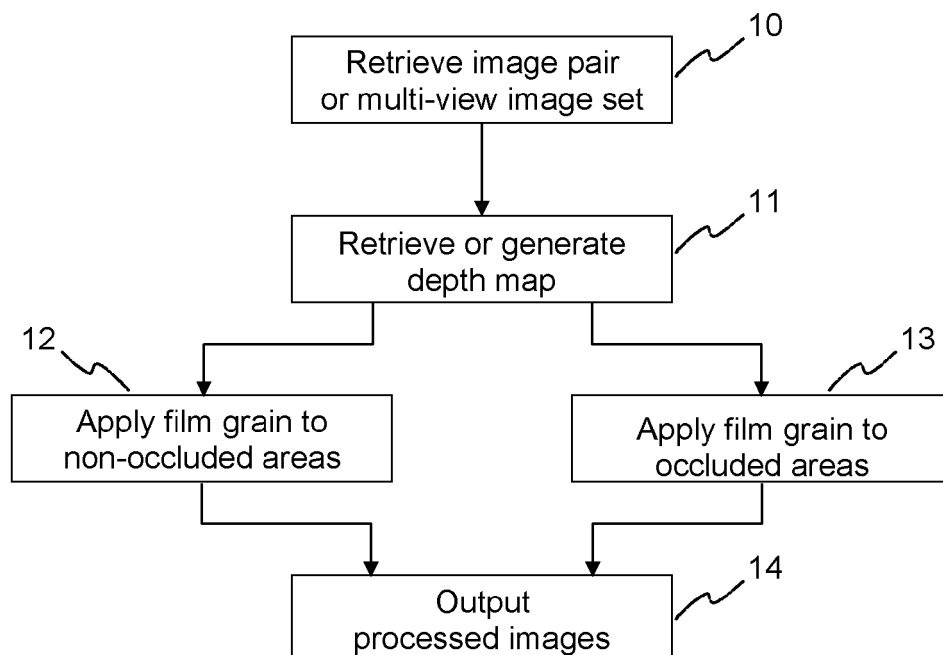 10
Retrieve image pair
or multi-view image set
11
Retrieve or generate
depth map
12
13
Apply film grain to
non-occluded areas
Apply film grain to
occluded areas
14
Output
processed images